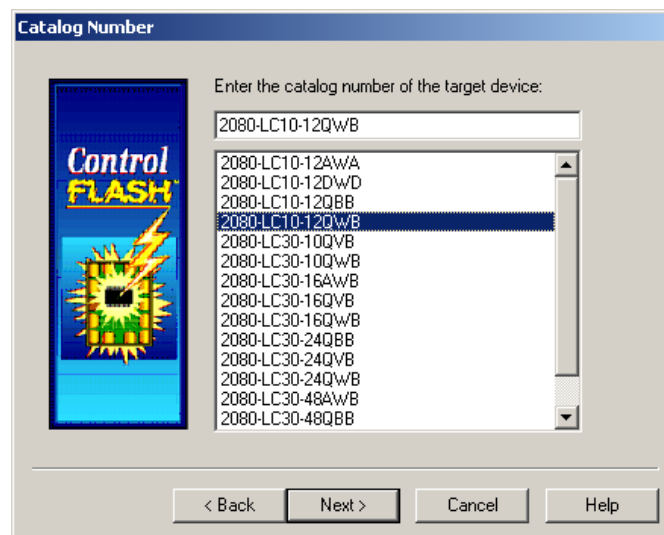 Catalog Number
Enter the catalog number of the target device:
2080-LC10-12QWB
Control
FLASH
2080-LC10-12AWA
2080-LC10-12DWD
2080-LC10-12QBB
2080-LC10-12QWB
2080-LC30-10QVB
2080-LC30-10QWB
2080-LC30-16AWB
2080-LC30-16QVB
2080-LC30-16QWB
2080-LC30-24QBB
2080-LC30-24QVB
2080-LC30-24QWB
2080-LC30-48AWB
2080-LC30-48QBB
< Back
Next >
Cancel
Help